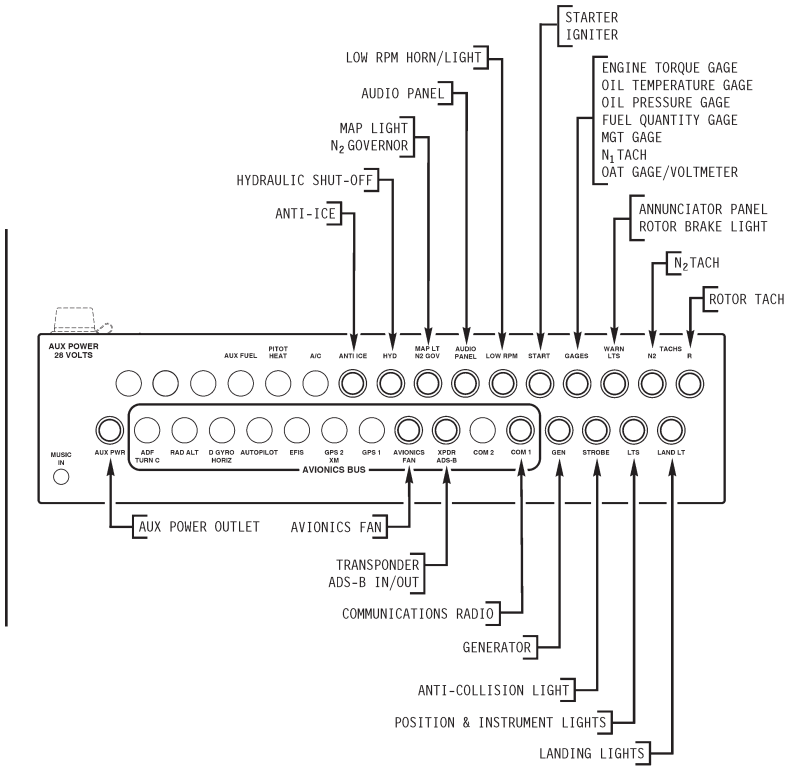 STARTER
IGNITER
LOW RPM HORN/LIGHT
ENGINE TORQUE GAGE
OIL TEMPERATURE GAGE
OIL PRESSURE GAGE
FUEL QUANTITY GAGE
MGT GAGE
N1 TACH
OAT GAGE/VOLTMETER
AUDIO PANEL
MAP LIGHT
N2 GOVERNOR
HYDRAULIC SHUT-OFF
ANTI-ICE
ANNUNCIATOR PANEL
ROTOR BRAKE LIGHT
N2 TACH
ROTOR TACH
AUX POWER
28 VOLTS
AUX FUEL
PITOT
HEAT
A/C
ANTI ICE
HYD
MAP LT
N2 GOV
AUDIO
PANEL
LOW RPM
START
GAGES
WARN
LTS
TACHS
N2
R
MUSIC
IN
AUX PWR
ADF
TURN C
RAD ALT
D GYRO
HORIZ
AUTOPILOT
EFIS
GPS 2
XM
GPS 1
AVIONICS
FAN
XPDR
ADS-B
COM 2
COM 1
GEN
STROBE
LTS
LAND LT
AVIONICS BUS
AUX POWER OUTLET
AVIONICS FAN
TRANSPONDER
ADS-B IN/OUT
COMMUNICATIONS RADIO
GENERATOR
ANTI-COLLISION LIGHT
POSITION & INSTRUMENT LIGHTS
LANDING LIGHTS